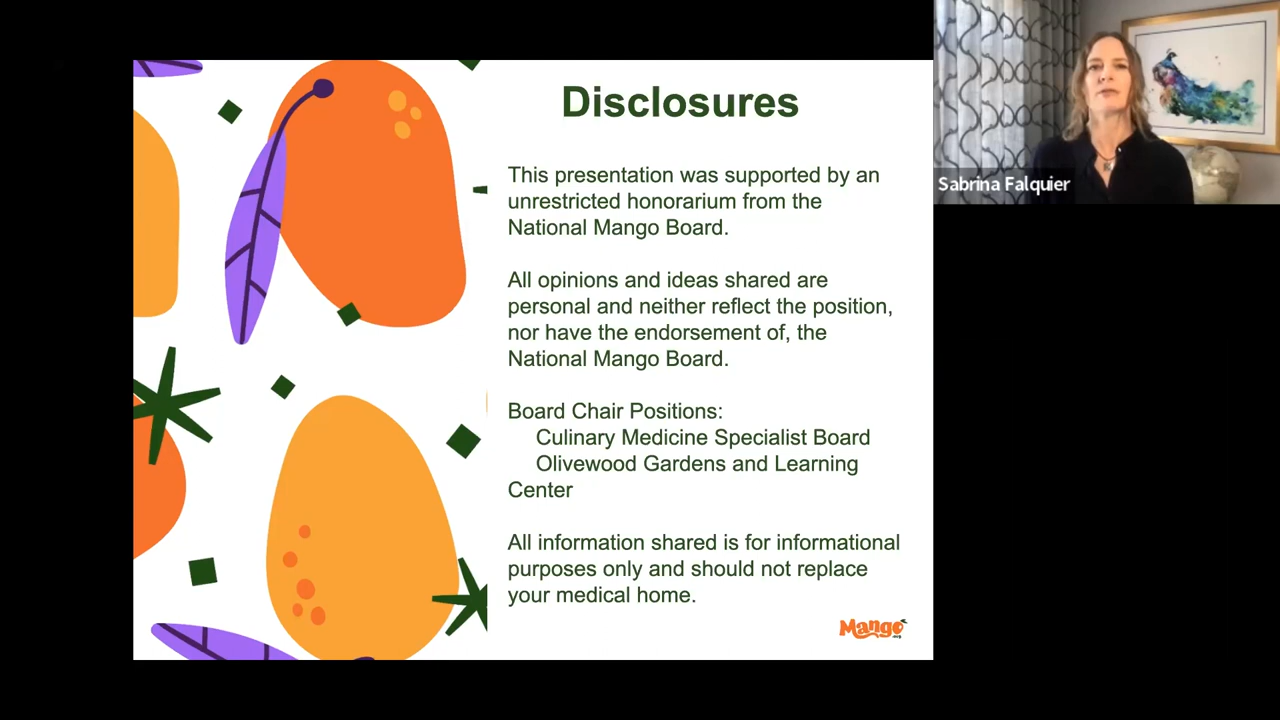 Disclosures
This presentation was supported by an
unrestricted honorarium from the
National Mango Board.
All opinions and ideas shared are
personal and neither reflect the position,
nor have the endorsement of, the
National Mango Board.
Board Chair Positions:
Culinary Medicine Specialist Board
Olivewood Gardens and Learning
Center
All information shared is for informational
purposes only and should not replace
your medical home.
Mango
.org
Sabrina Falquier